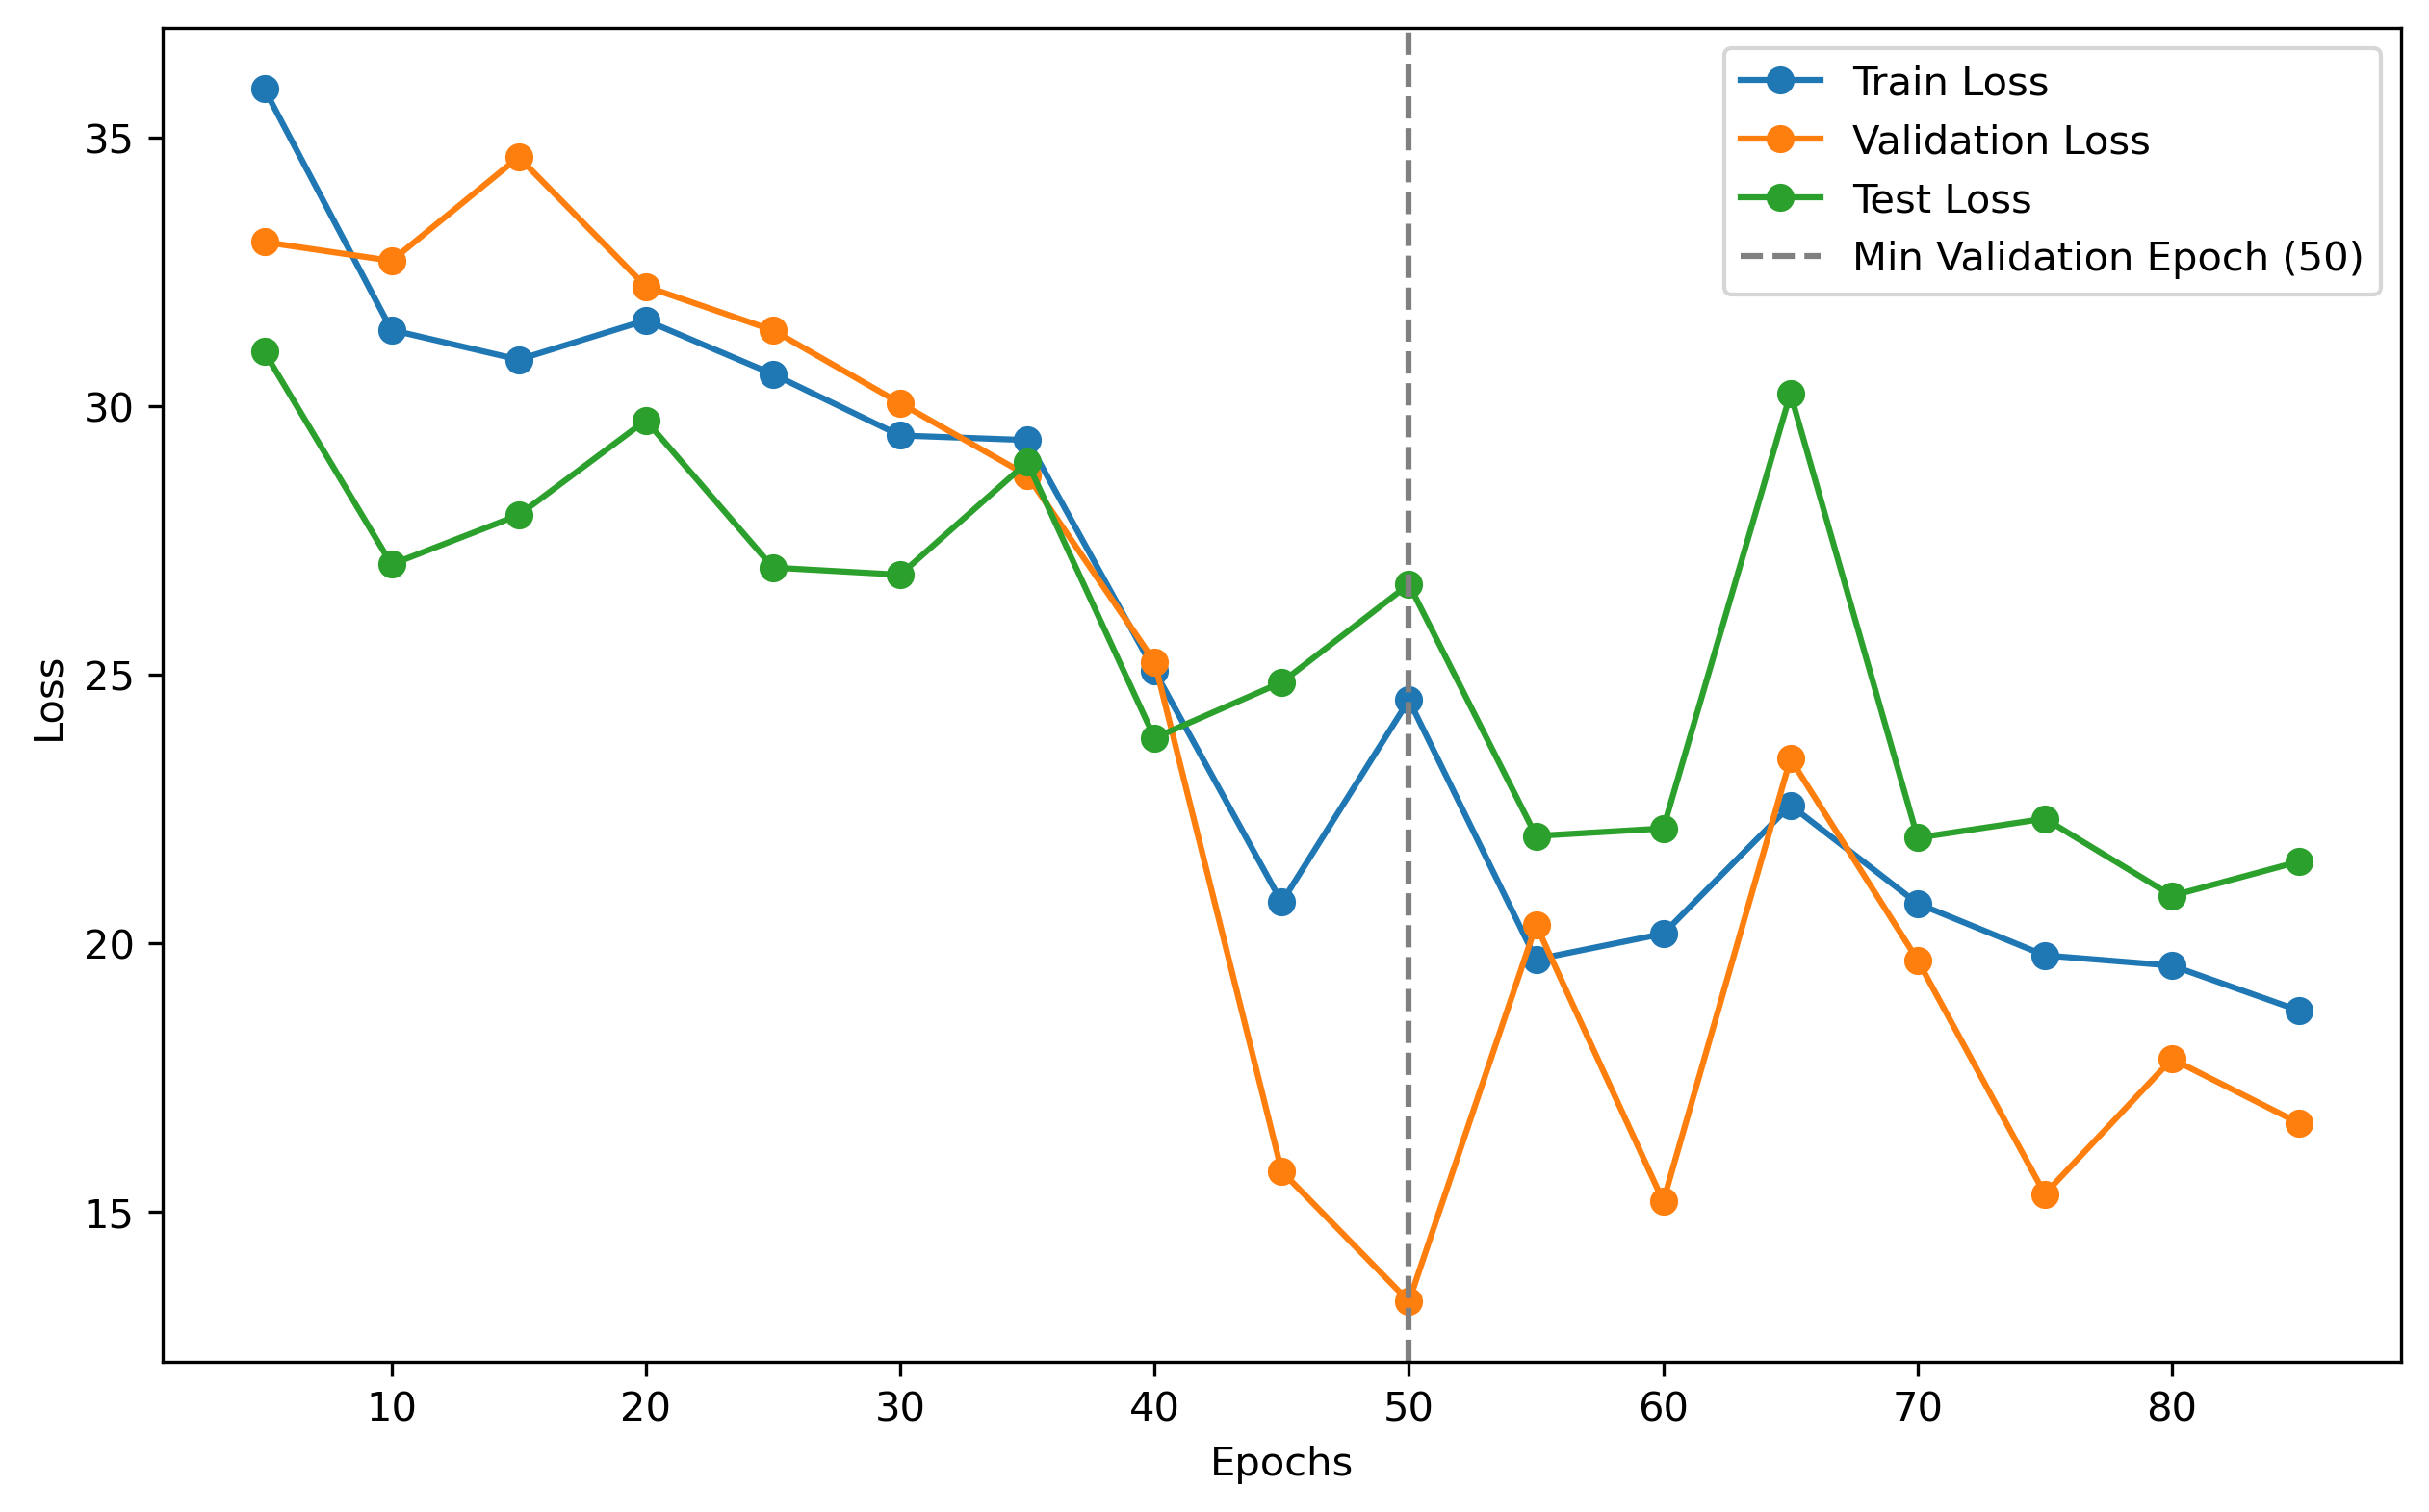 35
30
25
20
15
Loss
10 20 30 40 50 60 70 80
Epochs
Train Loss
Validation Loss
Test Loss
Min Validation Epoch (50)